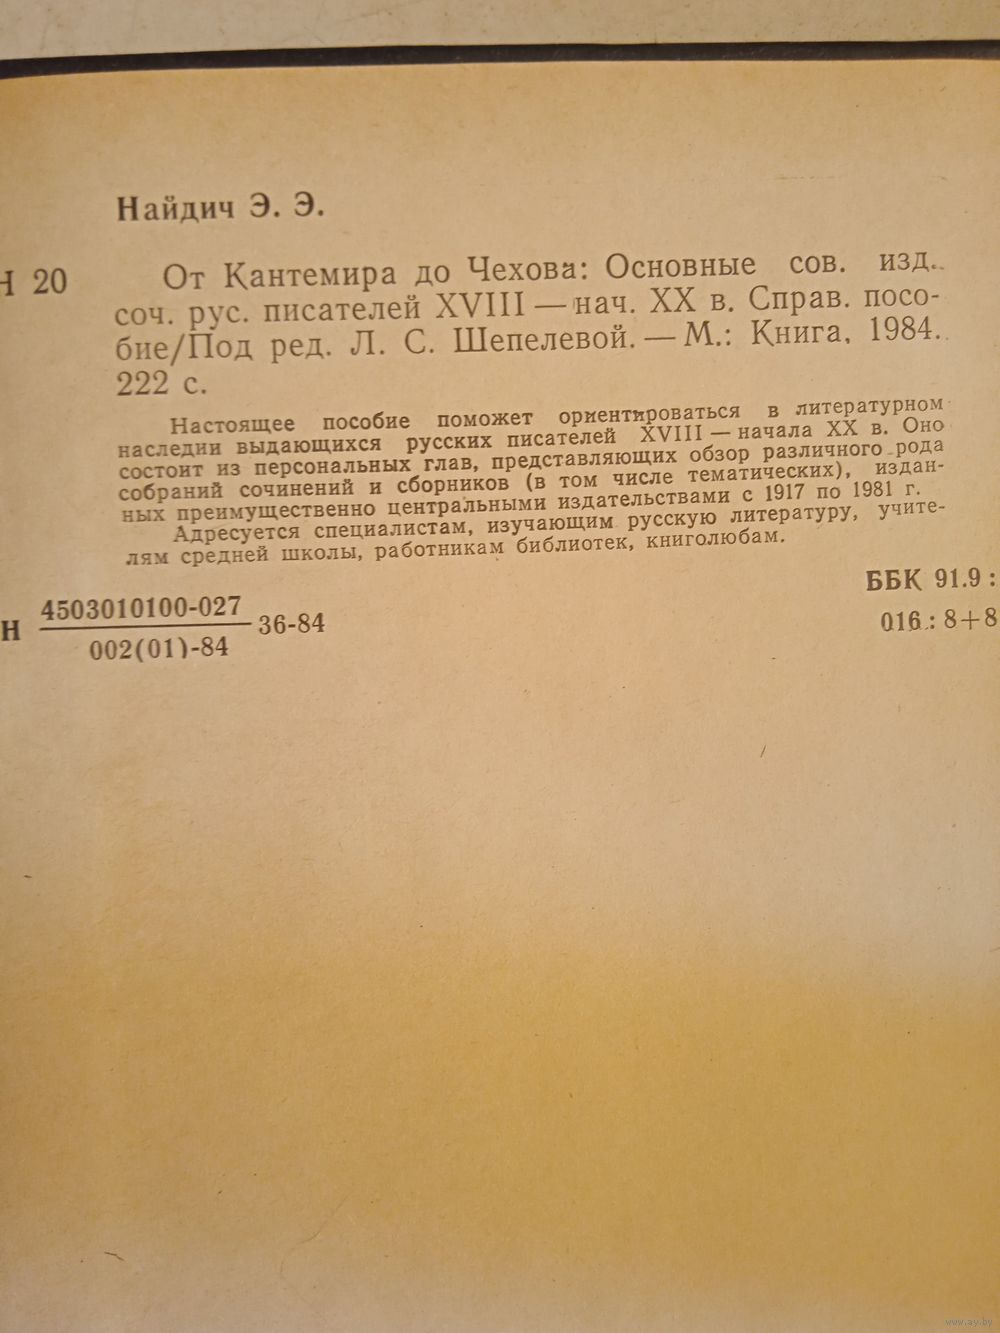 Найдич Э. Э.
Н 20 От Кантемира до Чехова: Основные сов. изд.
соч. рус. писателей XVIII — нач. XX в. Справ. посо-
бие/Под ред. Л. С. Шепелевой. — М.: Книга, 1984.
222 с.
Настоящее пособие поможет ориентироваться в литературном
наследии выдающихся русских писателей XVIII — начала XX в. Оно
состоит из персональных глав, представляющих обзор различного рода
собраний сочинений и сборников (в том числе тематических), издан-
ных преимущественно центральными издательствами с 1917 по 1981 г.
Адресуется специалистам, изучающим русскую литературу, учите-
лям средней школы, работникам библиотек, книголюбам.
ББК 91.9 :
Н 4503010100-027 36-84
016 : 8+8
002(01)-84
www.ay.by